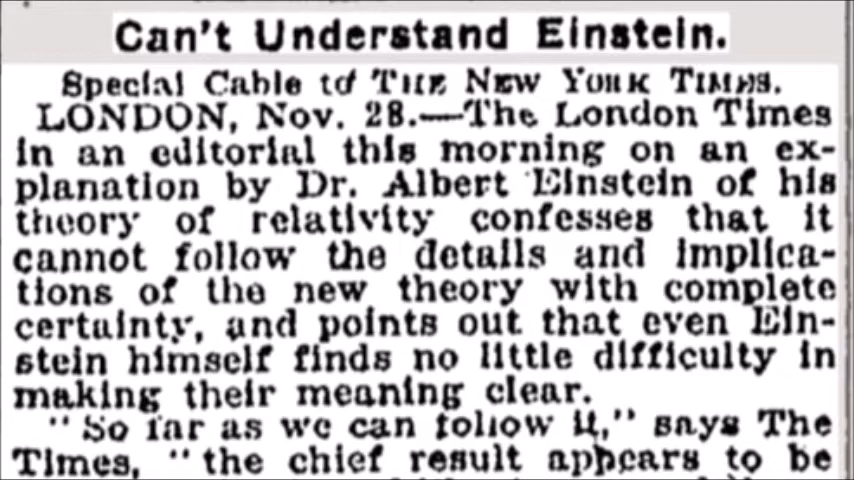 Can't Understand Einstein.
Special Cable to THE NEW YORK TIMES.
LONDON, Nov. 28.—The London Times
in an editorial this morning on an ex-
planation by Dr. Albert Einstein of his
theory of relativity confesses that it
cannot follow the details and implica-
tions of the new theory with complete
certainty, and points out that even Ein-
stein himself finds no little difficulty in
making their meaning clear.
"So far as we can follow it," says The
Times, "the chief result appears to be